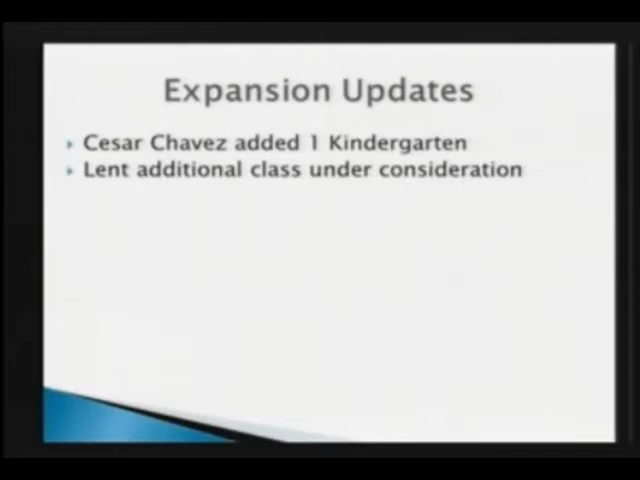 Expansion Updates
Cesar Chavez added 1 Kindergarten
Lent additional class under consideration